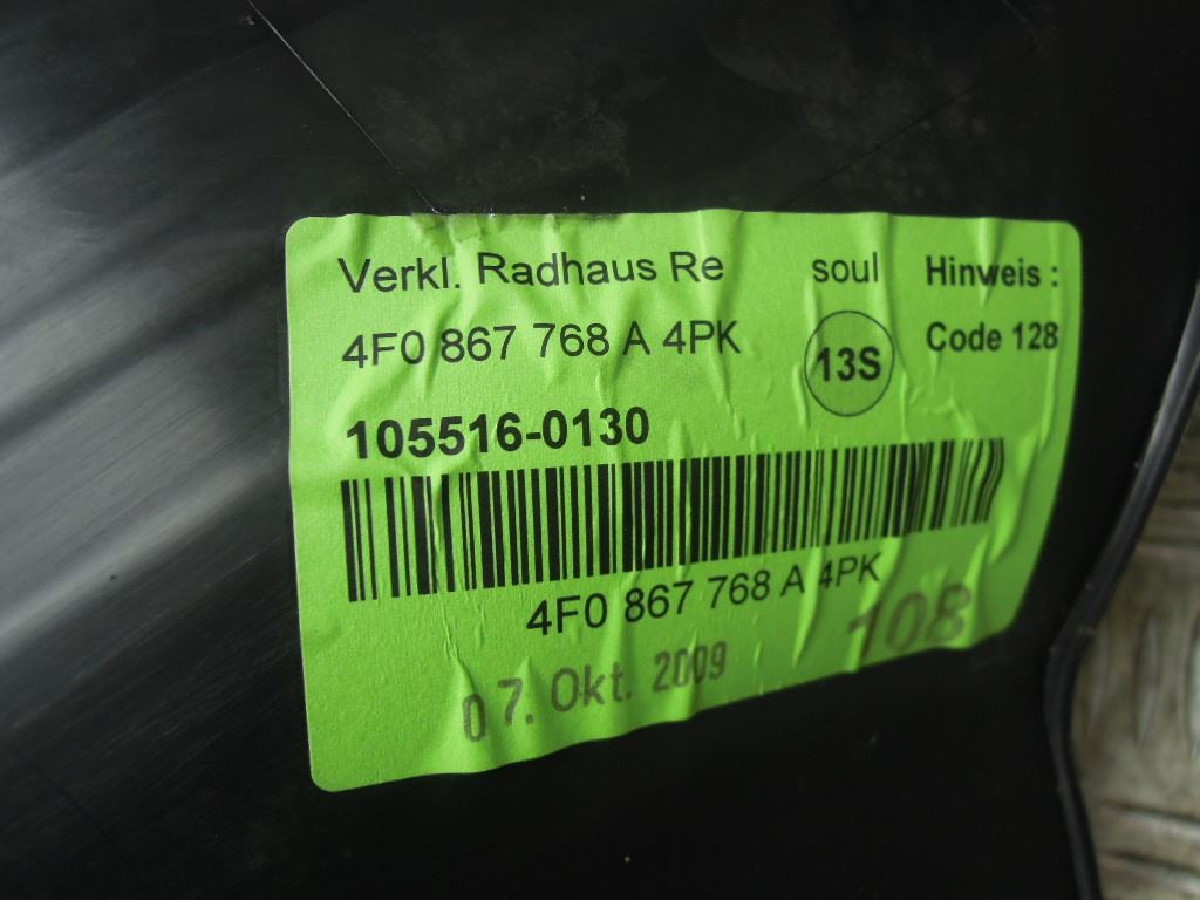 Verkl. Radhaus Re soul Hinweis :
4F0 867 768 A 4PK 13S Code 128
105516-0130
4F0 867 768 A 4PK
07. Okt. 2009 108